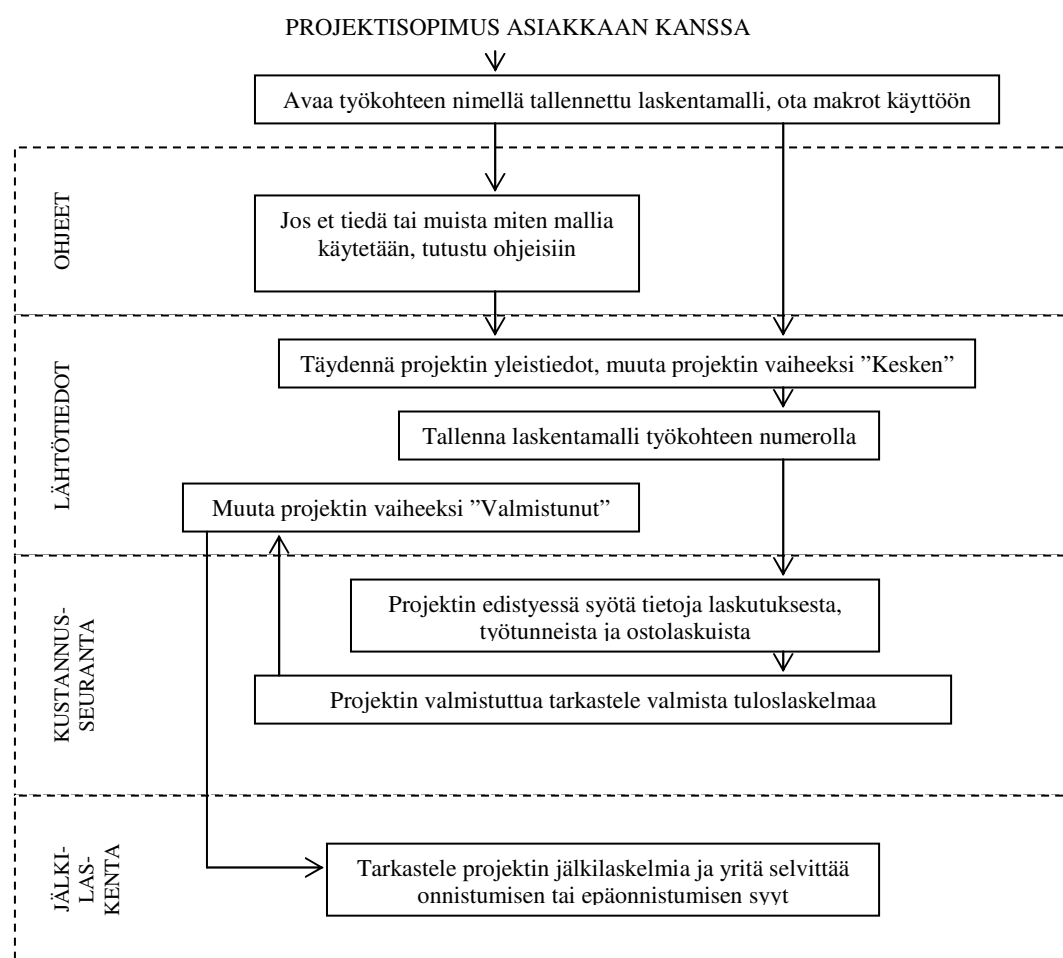 PROJEKTISOPIMUS ASIAKKAAN KANSSA
Avaa työkohteen nimellä tallennettu laskentamalli, ota makrot käyttöön
OHJEET
Jos et tiedä tai muista miten mallia
käytetään, tutustu ohjeisiin
LÄHTÖTIEDOT
Täydennä projektin yleistiedot, muuta projektin vaiheeksi ”Kesken”
Tallenna laskentamalli työkohteen numerolla
Muuta projektin vaiheeksi ”Valmistunut”
KUSTANNUS-
SEURANTA
Projektin edistyessä syötä tietoja laskutuksesta,
työtunneista ja ostolaskuista
Projektin valmistuttua tarkastele valmista tuloslaskelmaa
JÄLKI-
LAS-
KENTA
Tarkastele projektin jälkilaskelmia ja yritä selvittää
onnistumisen tai epäonnistumisen syyt